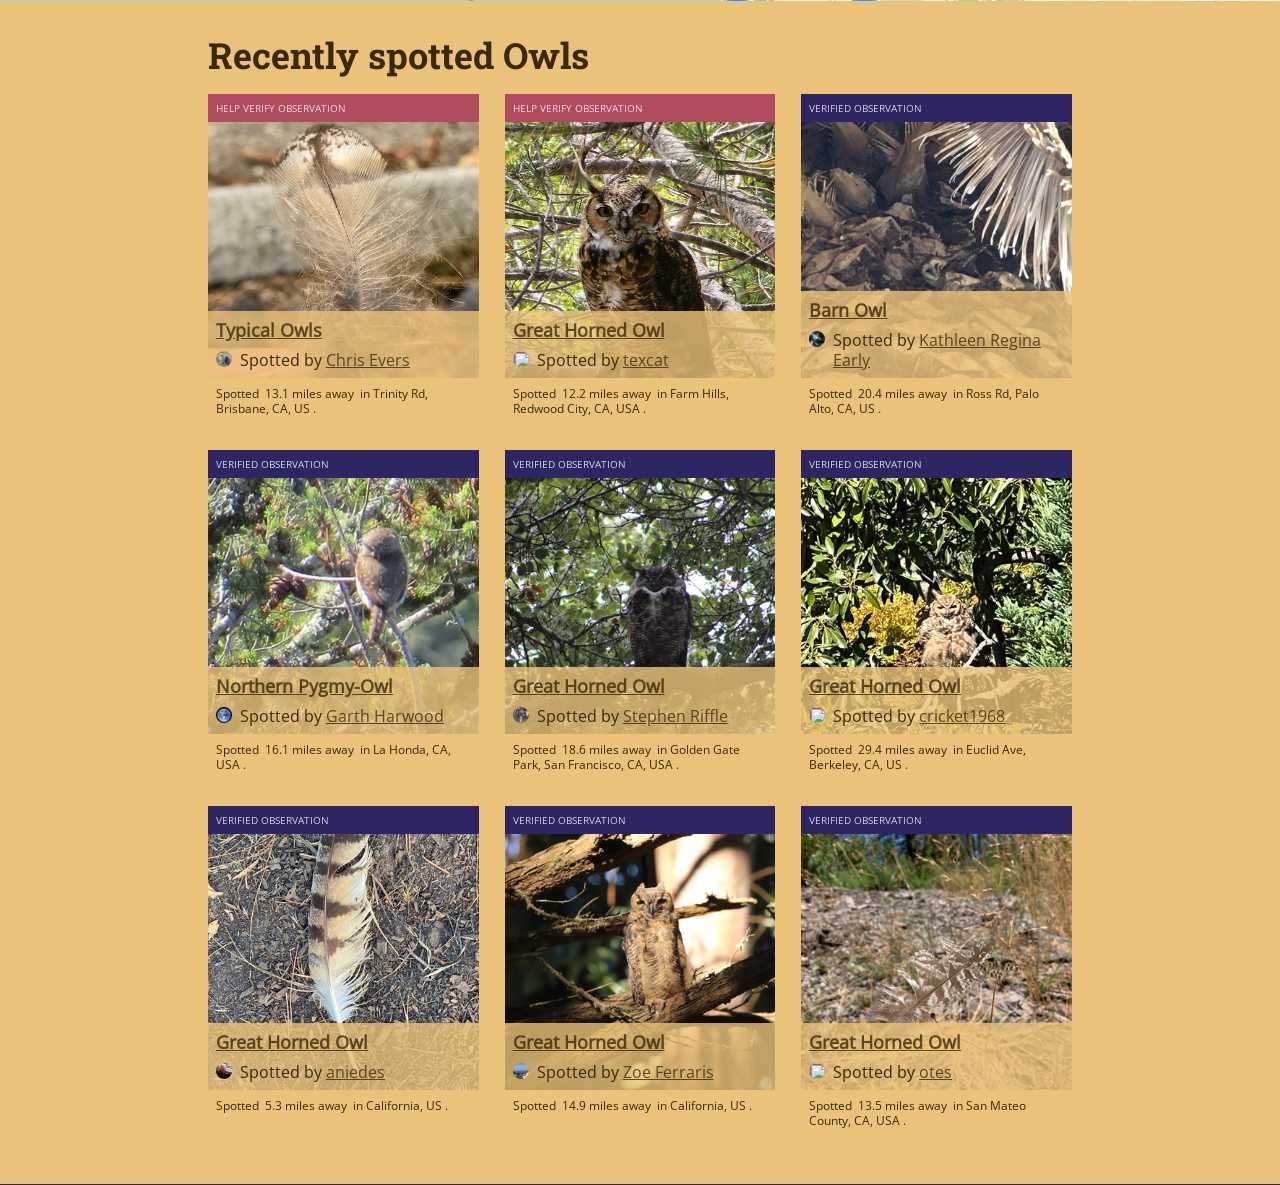 Recently spotted Owls
HELP VERIFY OBSERVATION
Typical Owls
Spotted by Chris Evers
Spotted 13.1 miles away in Trinity Rd,
Brisbane, CA, US .
HELP VERIFY OBSERVATION
Great Horned Owl
Spotted by texcat
Spotted 12.2 miles away in Farm Hills,
Redwood City, CA, USA .
VERIFIED OBSERVATION
Barn Owl
Spotted by Kathleen Regina
Early
Spotted 20.4 miles away in Ross Rd, Palo
Alto, CA, US .
VERIFIED OBSERVATION
Northern Pygmy-Owl
Spotted by Garth Harwood
Spotted 16.1 miles away in La Honda, CA,
USA .
VERIFIED OBSERVATION
Great Horned Owl
Spotted by Stephen Riffle
Spotted 18.6 miles away in Golden Gate
Park, San Francisco, CA, USA .
VERIFIED OBSERVATION
Great Horned Owl
Spotted by cricket1968
Spotted 29.4 miles away in Euclid Ave,
Berkeley, CA, US .
VERIFIED OBSERVATION
Great Horned Owl
Spotted by aniedes
Spotted 5.3 miles away in California, US .
VERIFIED OBSERVATION
Great Horned Owl
Spotted by Zoe Ferraris
Spotted 14.9 miles away in California, US .
VERIFIED OBSERVATION
Great Horned Owl
Spotted by otes
Spotted 13.5 miles away in San Mateo
County, CA, USA .